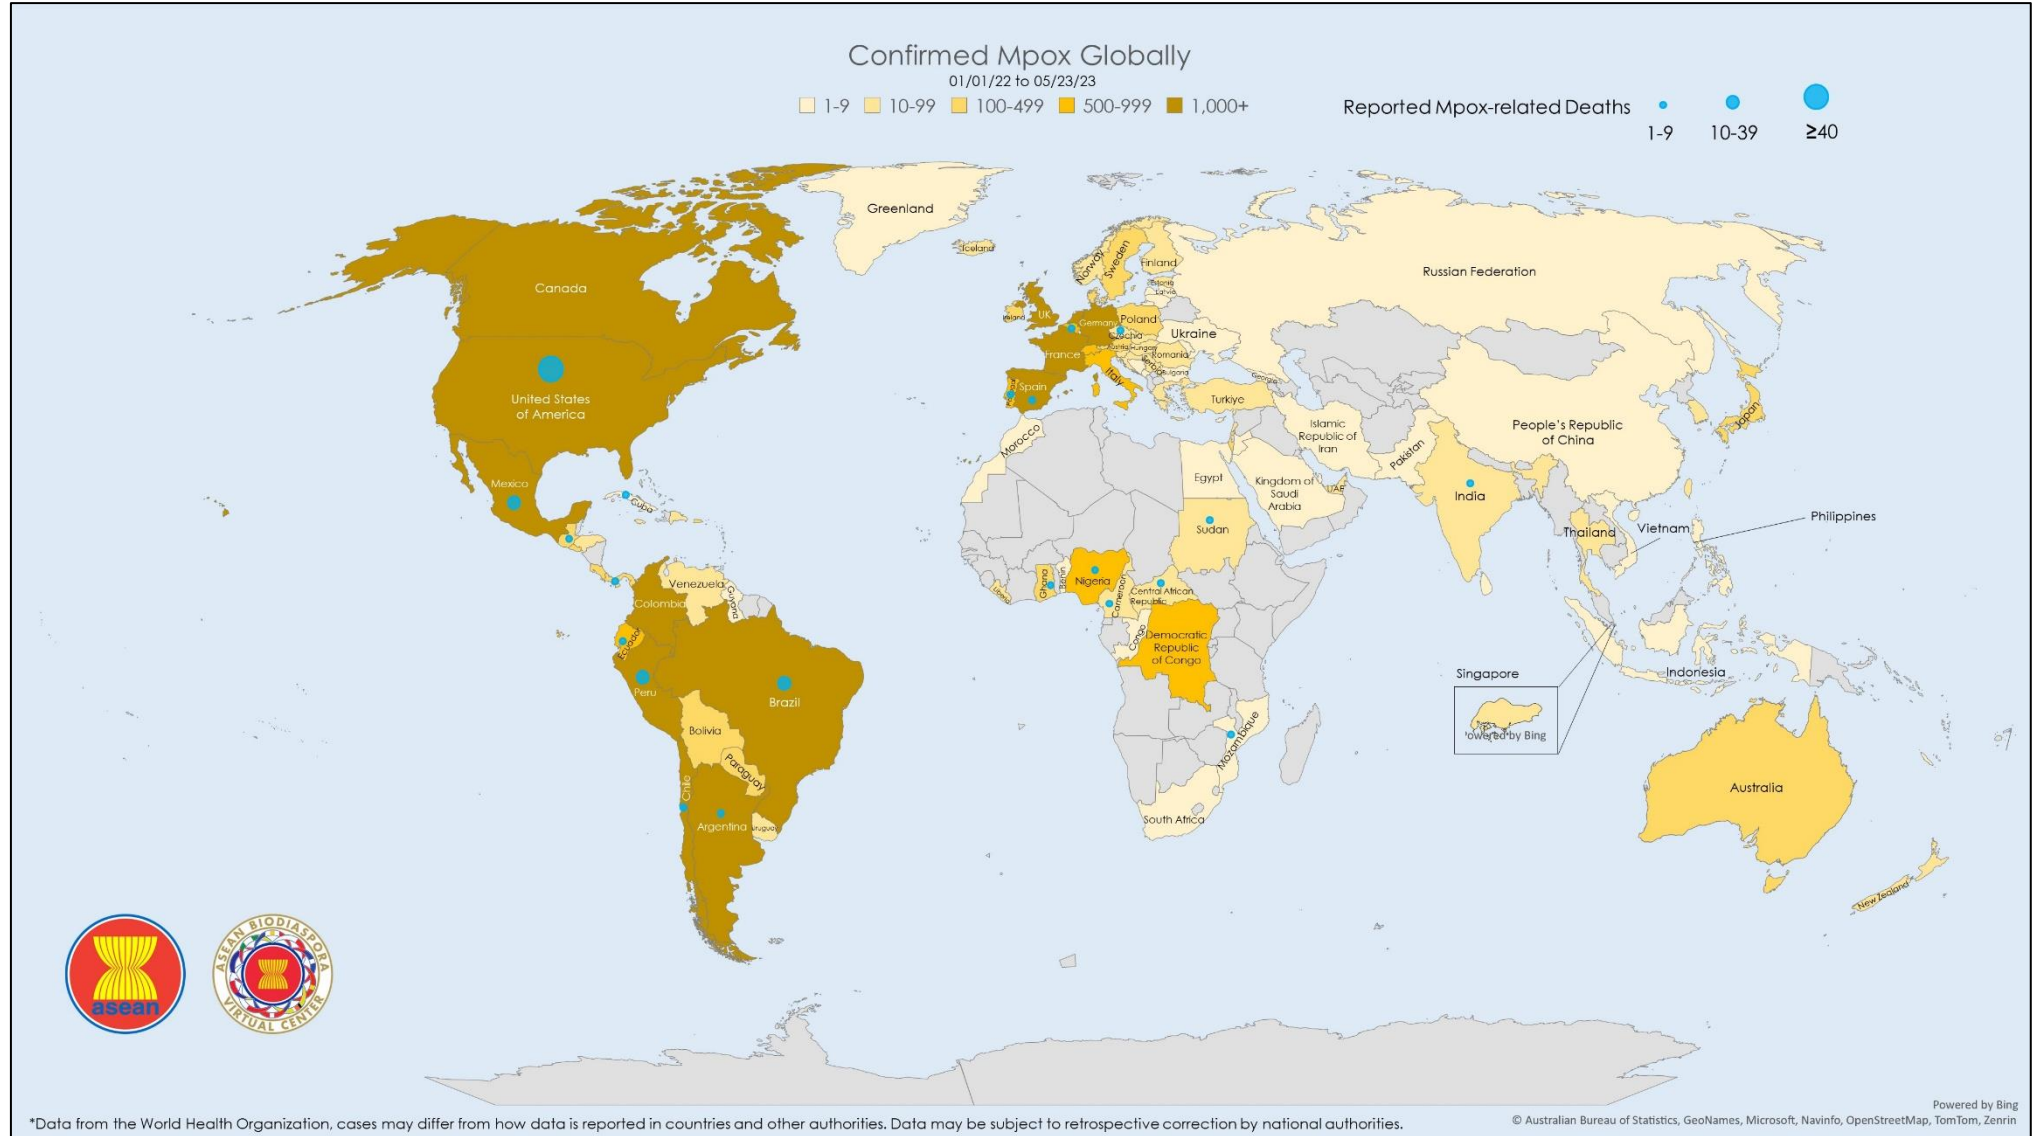 Confirmed Mpox Globally
01/01/22 to 05/23/23
1-9 10-99 100-499 500-999 1,000+
Reported Mpox-related Deaths
1-9 10-39 ≥40
Greenland
Iceland
Norway
Sweden
Finland
Estonia
Latvia
Russian Federation
Canada
Ireland
UK
Germany
Poland
Czechia
Ukraine
France
Austria
Hungary
Romania
Serbia
Bulgaria
Italy
Spain
Georgia
Turkiye
United States
of America
Islamic
Republic of
Iran
People's Republic
of China
Japan
Morocco
Pakistan
Mexico
Cuba
Egypt
Kingdom of
Saudi
Arabia
UAE
India
Sudan
Thailand
Vietnam
Philippines
Venezuela
Guyana
Colombia
Liberia
Ghana
Benin
Nigeria
Cameroon
Central African
Republic
Ecuador
Congo
Democratic
Republic
of Congo
Peru
Brazil
Singapore
Indonesia
Powered by Bing
Bolivia
Paraguay
Mozambique
Chile
Argentina
Uruguay
South Africa
Australia
New Zealand
asean
ASEAN BIODIASPORA
VIRTUAL CENTER
Powered by Bing
*Data from the World Health Organization, cases may differ from how data is reported in countries and other authorities. Data may be subject to retrospective correction by national authorities.
© Australian Bureau of Statistics, GeoNames, Microsoft, Navinfo, OpenStreetMap, TomTom, Zenrin